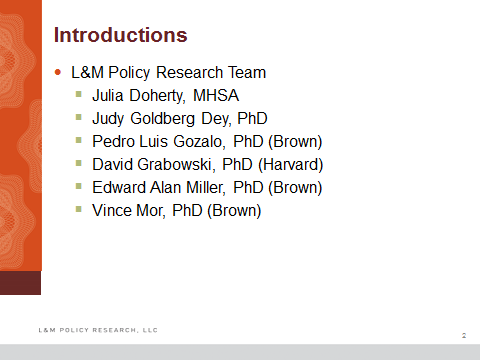 Introductions
L&M Policy Research Team
Julia Doherty, MHSA
Judy Goldberg Dey, PhD
Pedro Luis Gozalo, PhD (Brown)
David Grabowski, PhD (Harvard)
Edward Alan Miller, PhD (Brown)
Vince Mor, PhD (Brown)
L&M POLICY RESEARCH, LLC
2